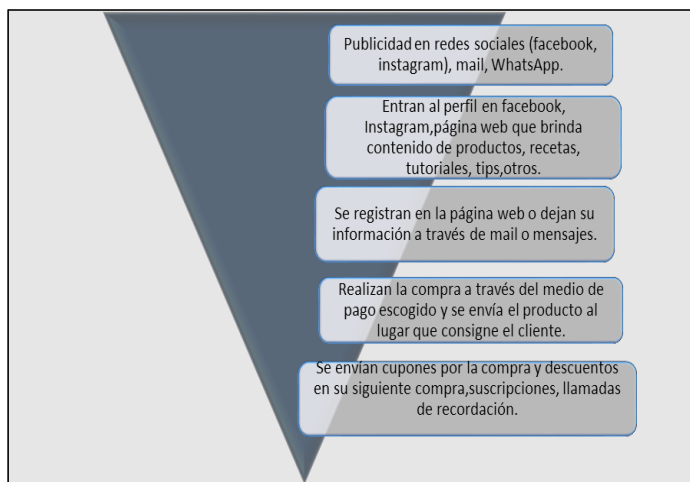 Publicidad en redes sociales (facebook,
instagram), mail, WhatsApp.
Entran al perfil en facebook,
Instagram,página web que brinda
contenido de productos, recetas,
tutoriales, tips,otros.
Se registran en la página web o dejan su
información a través de mail o mensajes.
Realizan la compra a través del medio de
pago escogido y se envía el producto al
lugar que consigne el cliente.
Se envían cupones por la compra y descuentos
en su siguiente compra,suscripciones, llamadas
de recordación.